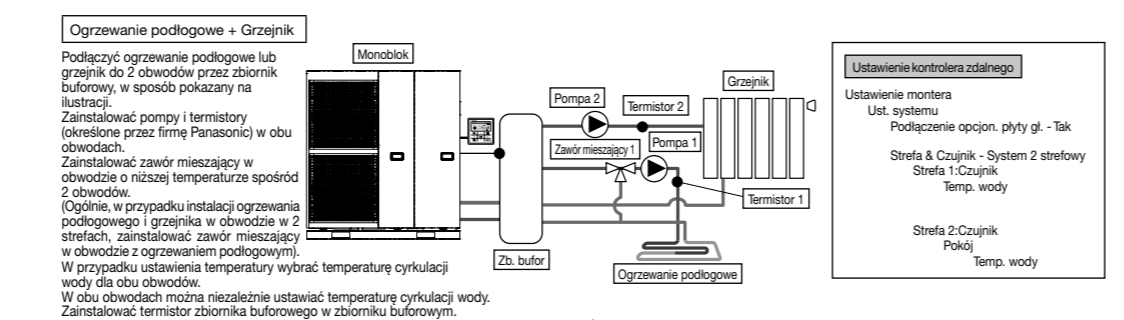 Ogrzewanie podłogowe + Grzejnik
Podłączyć ogrzewanie podłogowe lub
grzejnik do 2 obwodów przez zbiornik
buforowy, w sposób pokazany na
ilustracji.
Zainstalować pompy i termistory
(określone przez firmę Panasonic) w obu
obwodach.
Zainstalować zawór mieszający w
obwodzie o niższej temperaturze spośród
2 obwodów.
(Ogólnie, w przypadku instalacji ogrzewania
podłogowego i grzejnika w obwodzie w 2
strefach, zainstalować zawór mieszający
w obwodzie z ogrzewaniem podłogowym).
W przypadku ustawienia temperatury wybrać temperaturę cyrkulacji
wody dla obu obwodów.
W obu obwodach można niezależnie ustawiać temperaturę cyrkulacji wody.
Zainstalować termistor zbiornika buforowego w zbiorniku buforowym.
Monoblok
Pompa 2
Termistor 2
Grzejnik
Zawór mieszający 1
Pompa 1
Termistor 1
Zb. bufor
Ogrzewanie podłogowe
Ustawienie kontrolera zdalnego
Ustawienie montera
Ust. systemu
Podłączenie opcjon. płyty gł. - Tak
Strefa & Czujnik - System 2 strefowy
Strefa 1:Czujnik
Temp. wody
Strefa 2:Czujnik
Pokój
Temp. wody